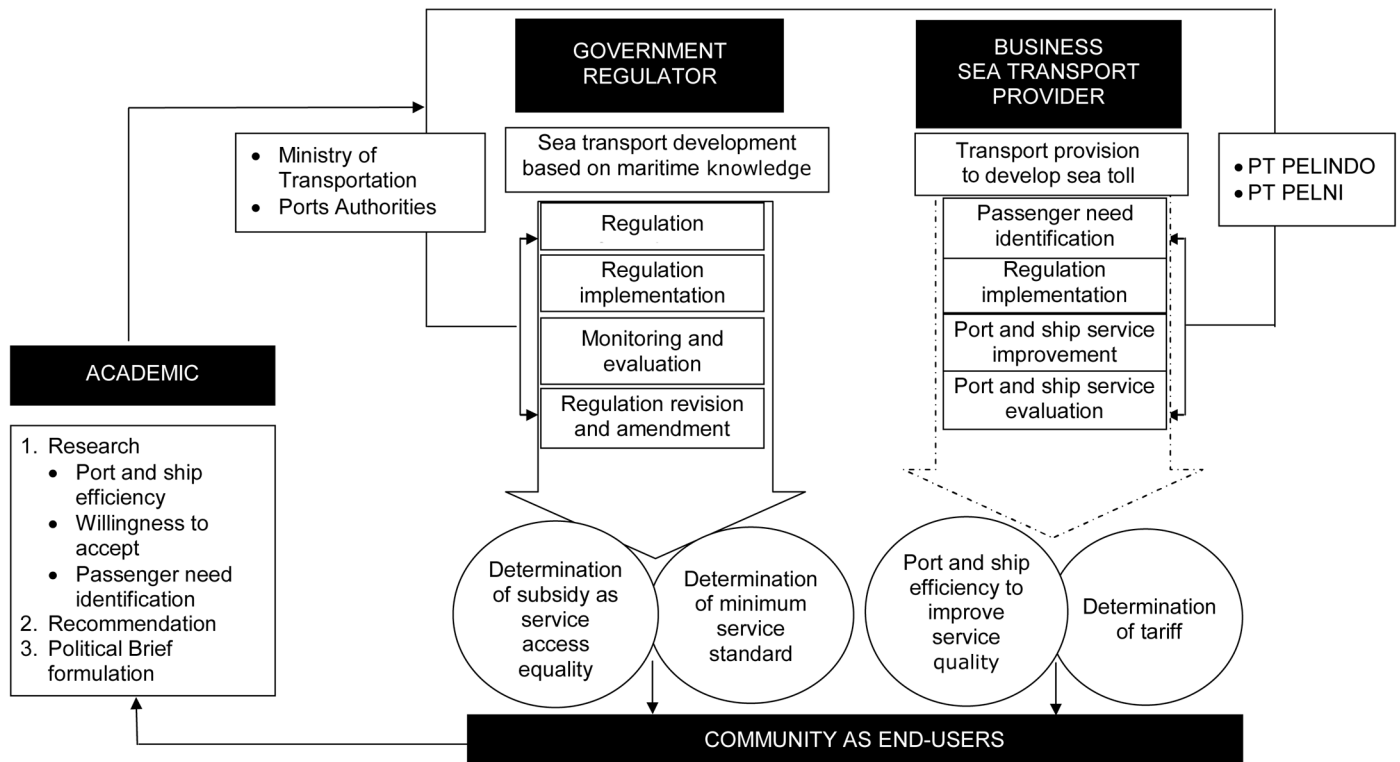 GOVERNMENT
REGULATOR
BUSINESS
SEA TRANSPORT
PROVIDER
• Ministry of
Transportation
• Ports Authorities
Sea transport development
based on maritime knowledge
Transport provision
to develop sea toll
• PT PELINDO
• PT PELNI
Regulation
Regulation
implementation
Monitoring and
evaluation
Regulation revision
and amendment
Passenger need
identification
Regulation
implementation
Port and ship service
improvement
Port and ship service
evaluation
ACADEMIC
1. Research
• Port and ship
efficiency
• Willingness to
accept
• Passenger need
identification
2. Recommendation
3. Political Brief
formulation
Determination
of subsidy as
service
access
equality
Determination
of minimum
service
standard
Port and ship
efficiency to
improve
service
quality
Determination
of tariff
COMMUNITY AS END-USERS